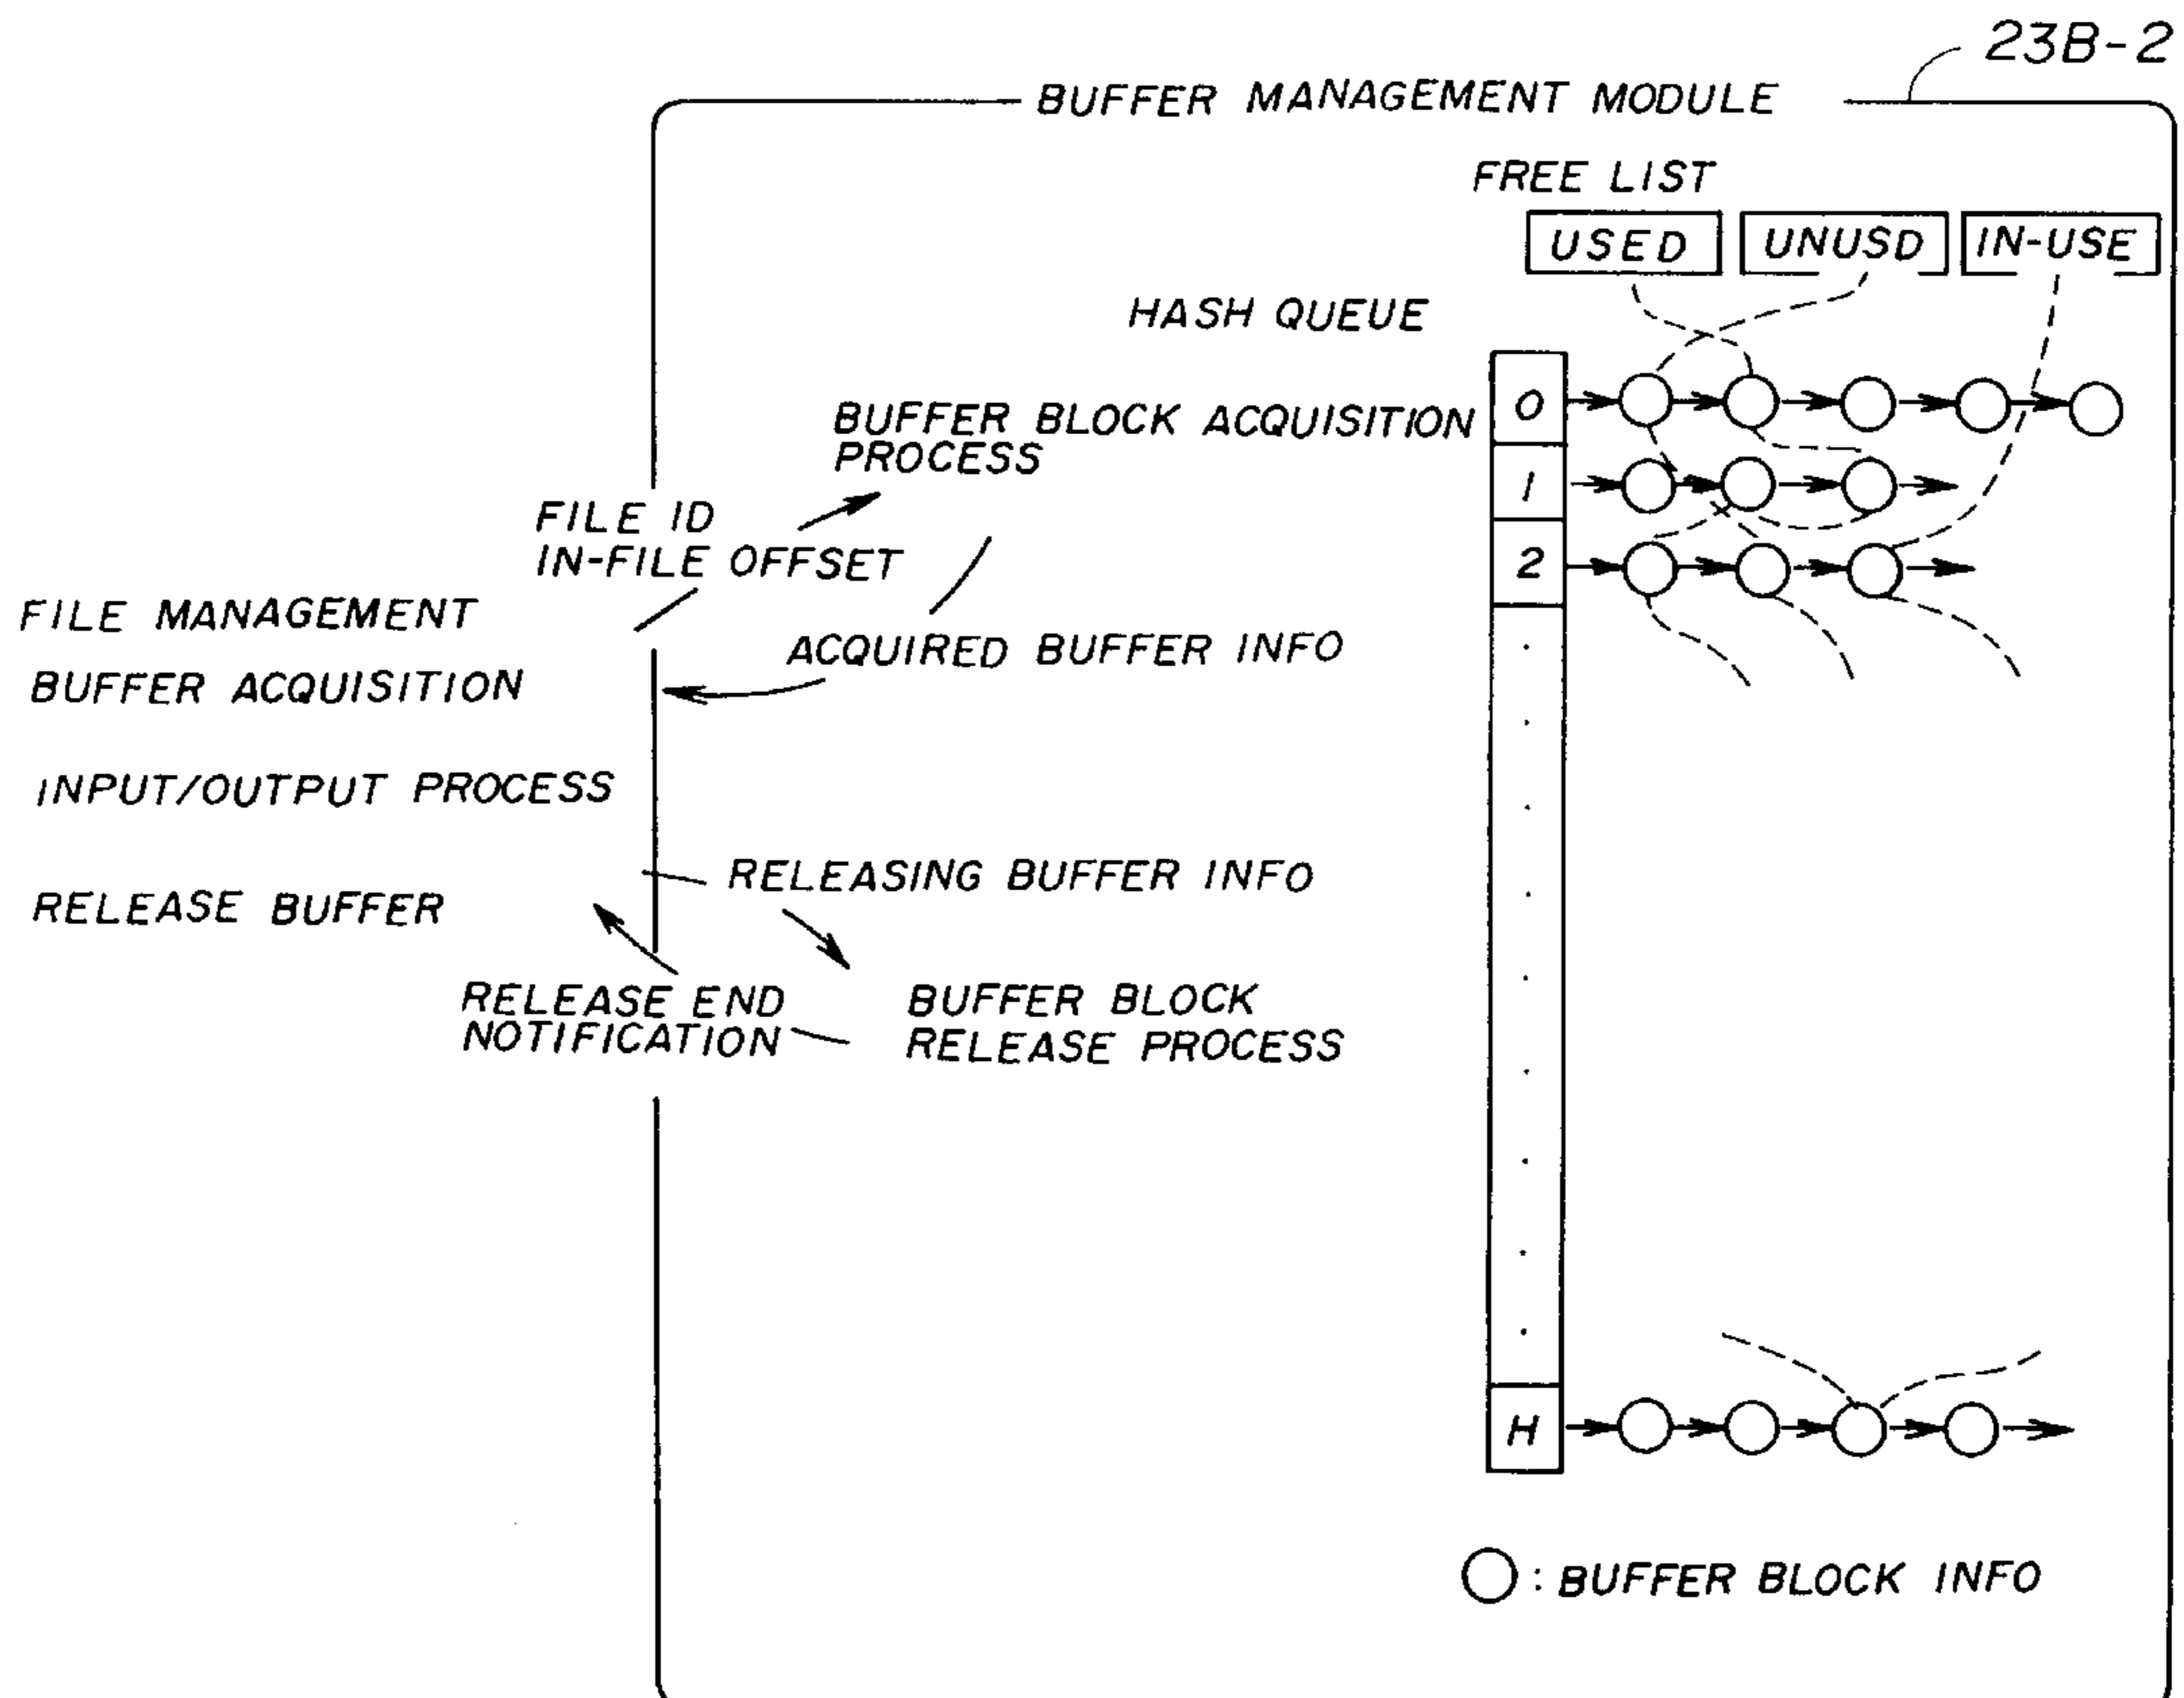 23B-2
BUFFER MANAGEMENT MODULE
FREE LIST
USED
UNUSD
IN-USE
HASH QUEUE
0
BUFFER BLOCK ACQUISITION
PROCESS
1
FILE ID
IN-FILE OFFSET
2
FILE MANAGEMENT
ACQUIRED BUFFER INFO
BUFFER ACQUISITION
INPUT/OUTPUT PROCESS
RELEASING BUFFER INFO
RELEASE BUFFER
RELEASE END
NOTIFICATION
BUFFER BLOCK
RELEASE PROCESS
H
: BUFFER BLOCK INFO